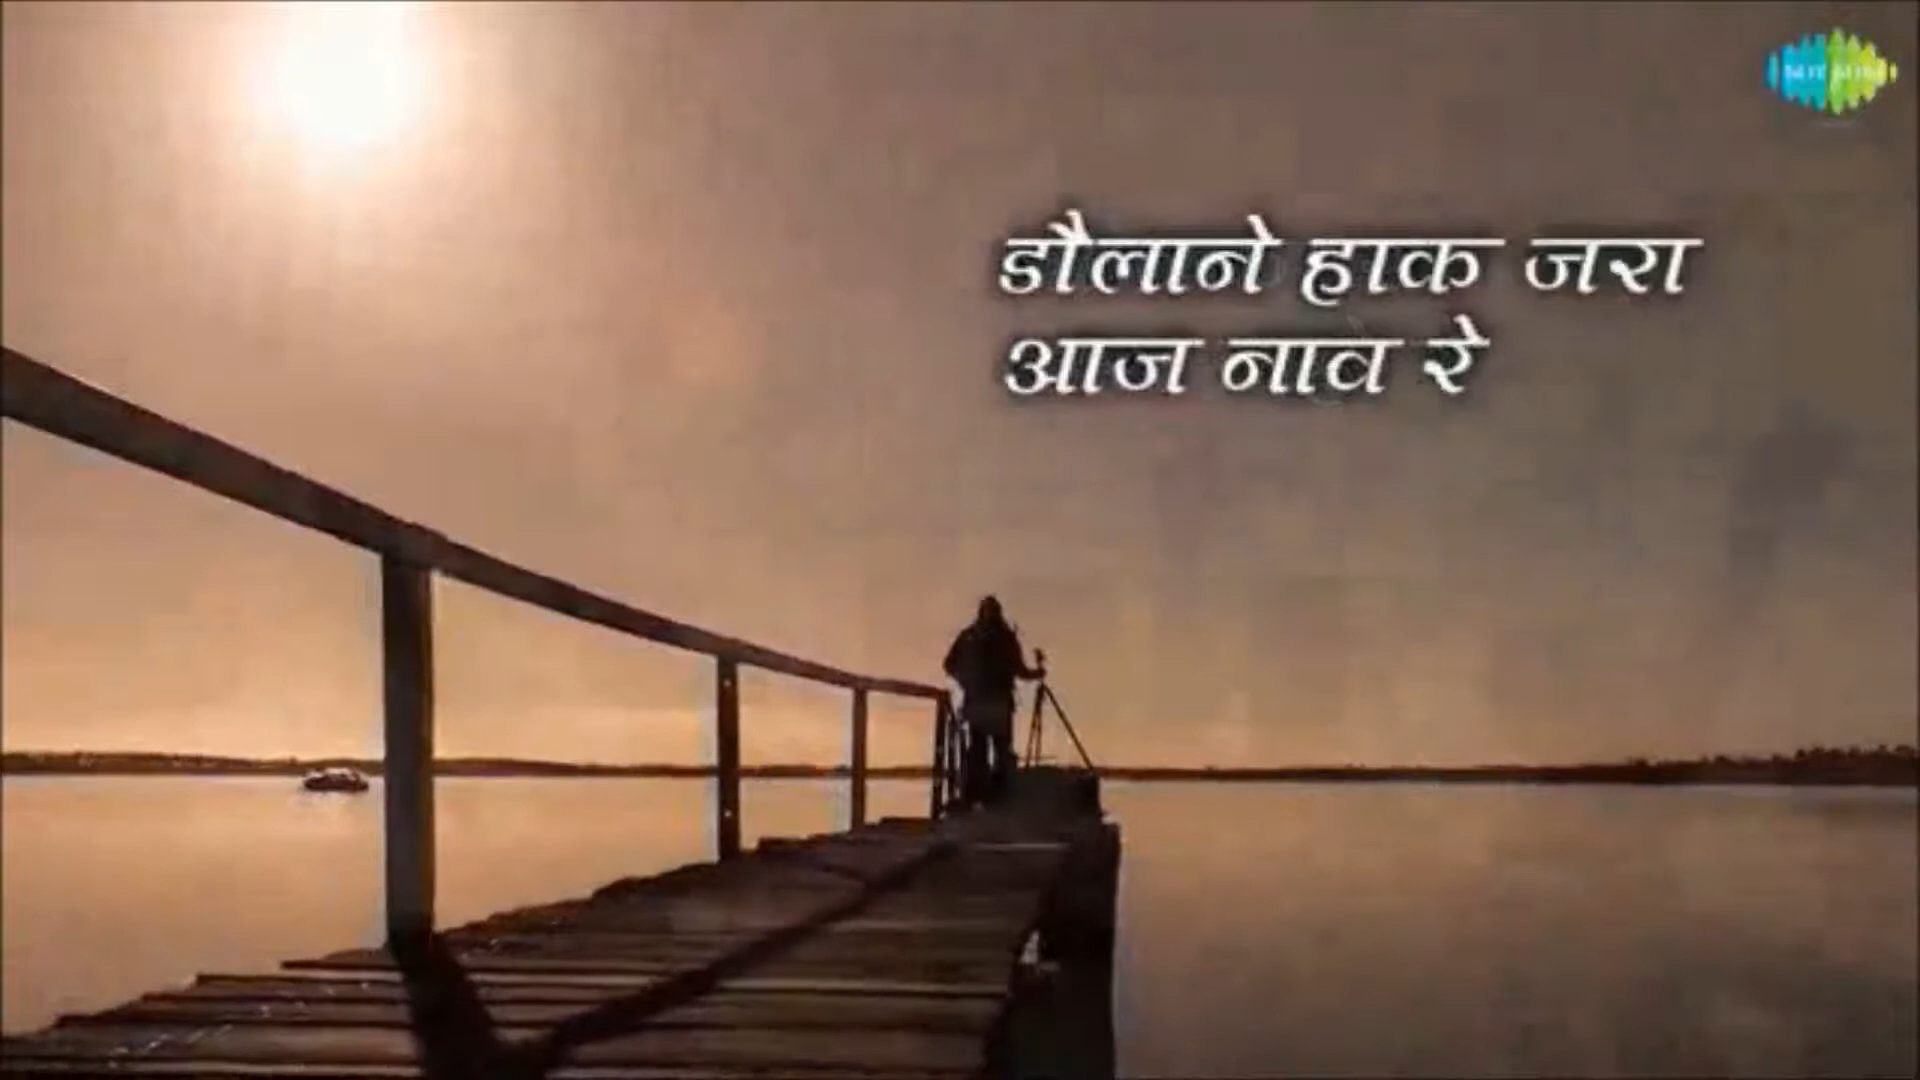 डौलाने हाक जरा
आज नाव रे